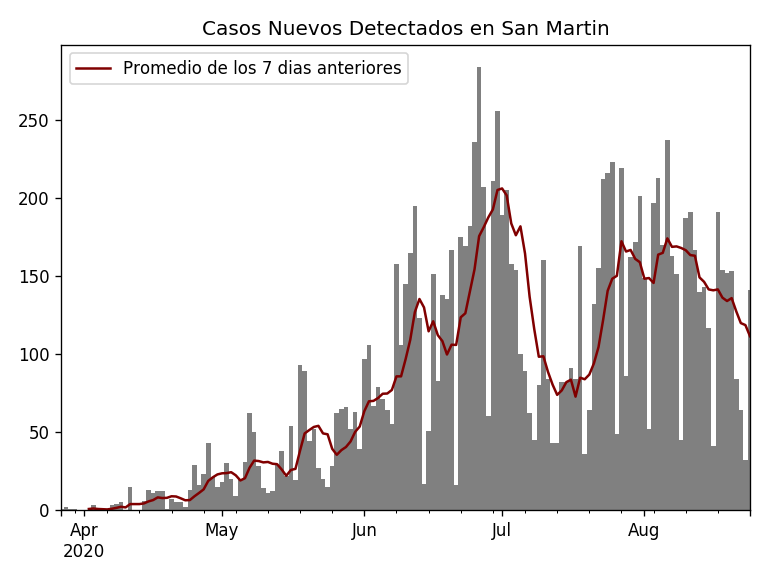 Casos Nuevos Detectados en San Martin
Promedio de los 7 dias anteriores
250
200
150
100
50
0
Apr May Jun Jul Aug
2020